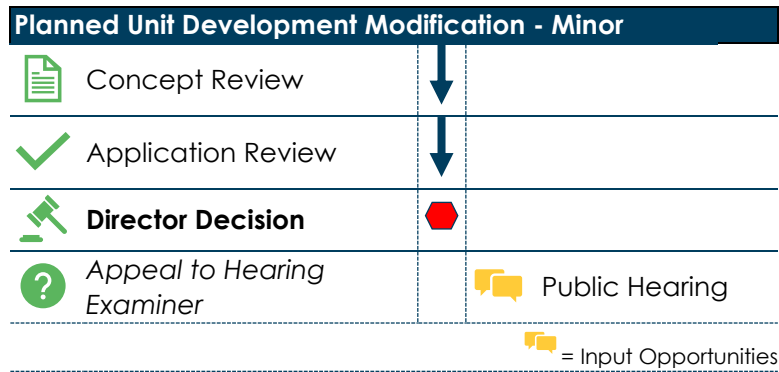 Planned Unit Development Modification - Minor
Concept Review
Application Review
Director Decision
Appeal to Hearing
Examiner
?
Public Hearing
= Input Opportunities